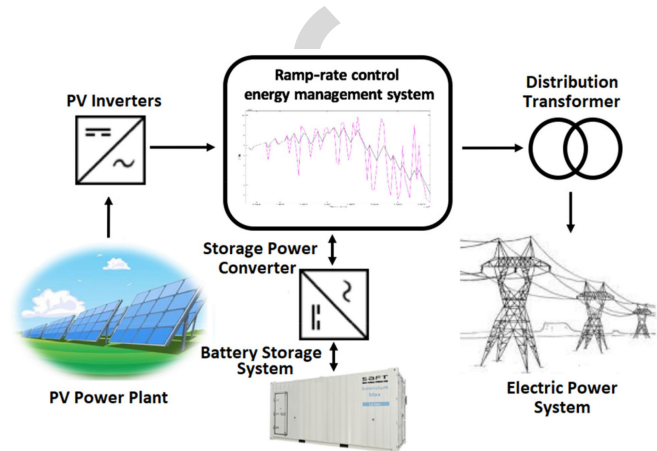 Ramp-rate control
energy management system
Distribution
Transformer
PV Inverters
Storage Power
Converter
Battery Storage
System
PV Power Plant
Electric Power
System